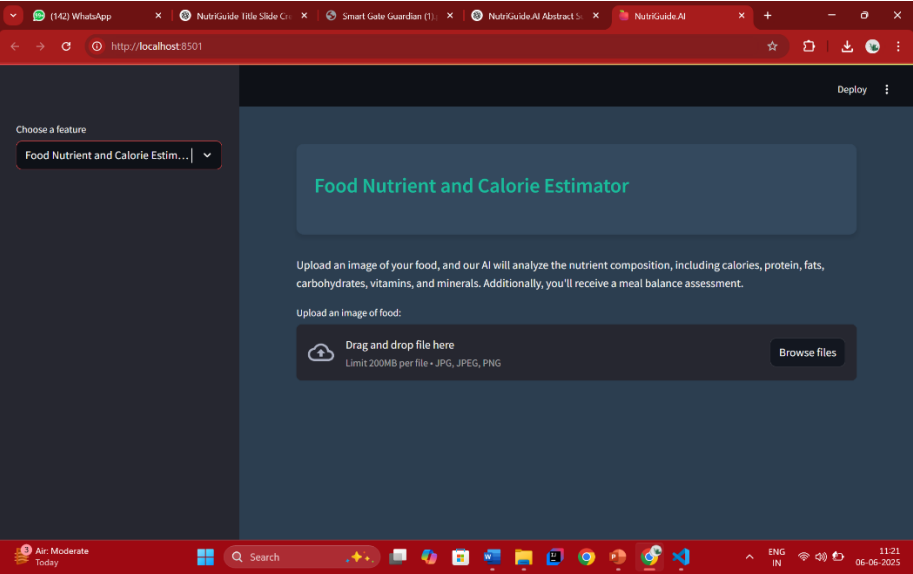 (142) WhatsApp
NutriGuide Title Slide Cre
Smart Gate Guardian (1).
NutriGuide.AI Abstract Su
NutriGuide.AI
http://localhost:8501
Deploy
Choose a feature
Food Nutrient and Calorie Estim...
Food Nutrient and Calorie Estimator
Upload an image of your food, and our AI will analyze the nutrient composition, including calories, protein, fats,
carbohydrates, vitamins, and minerals. Additionally, you'll receive a meal balance assessment.
Upload an image of food:
Drag and drop file here
Limit 200MB per file • JPG, JPEG, PNG
Browse files
3
Air: Moderate
Today
Search
ENG
IN
11:21
06-06-2025